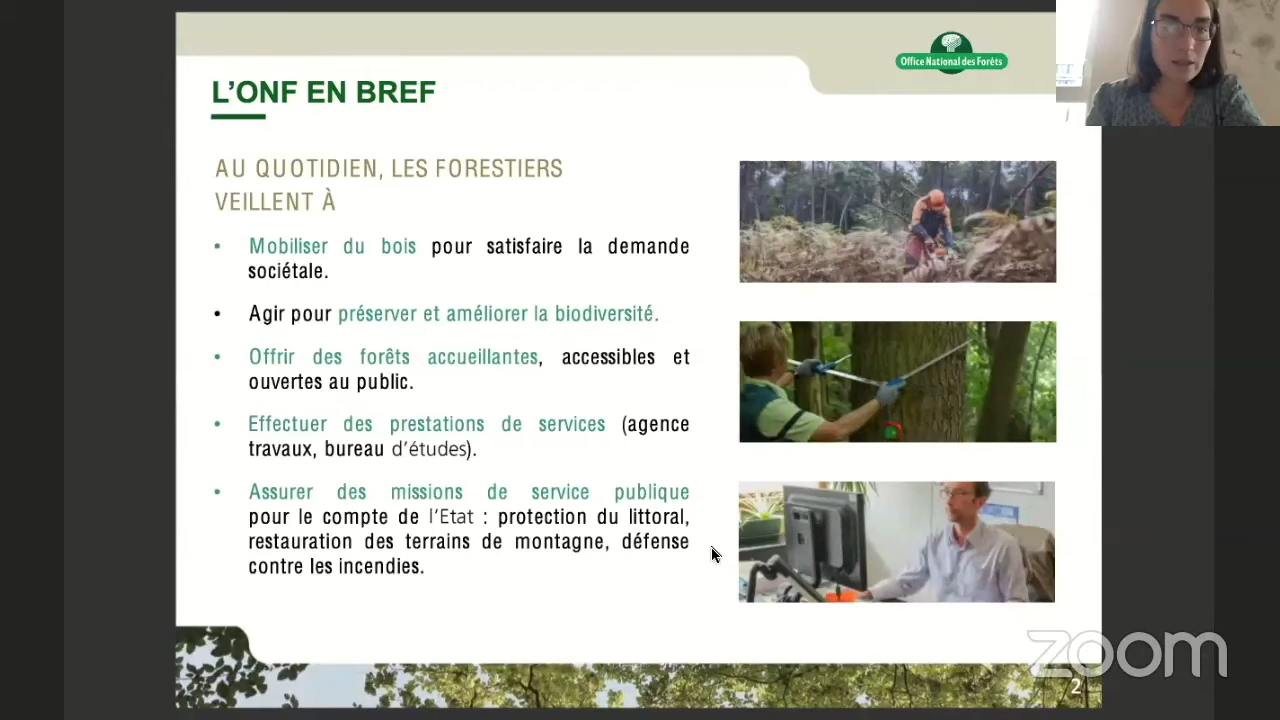 Office National des Forêts
L'ONF EN BREF
AU QUOTIDIEN, LES FORESTIERS
VEILLENT À
• Mobiliser du bois pour satisfaire la demande
sociétale.
• Agir pour préserver et améliorer la biodiversité.
• Offrir des forêts accueillantes, accessibles et
ouvertes au public.
• Effectuer des prestations de services (agence
travaux, bureau d'études).
• Assurer des missions de service publique
pour le compte de l'Etat : protection du littoral,
restauration des terrains de montagne, défense
contre les incendies.
zoom
2